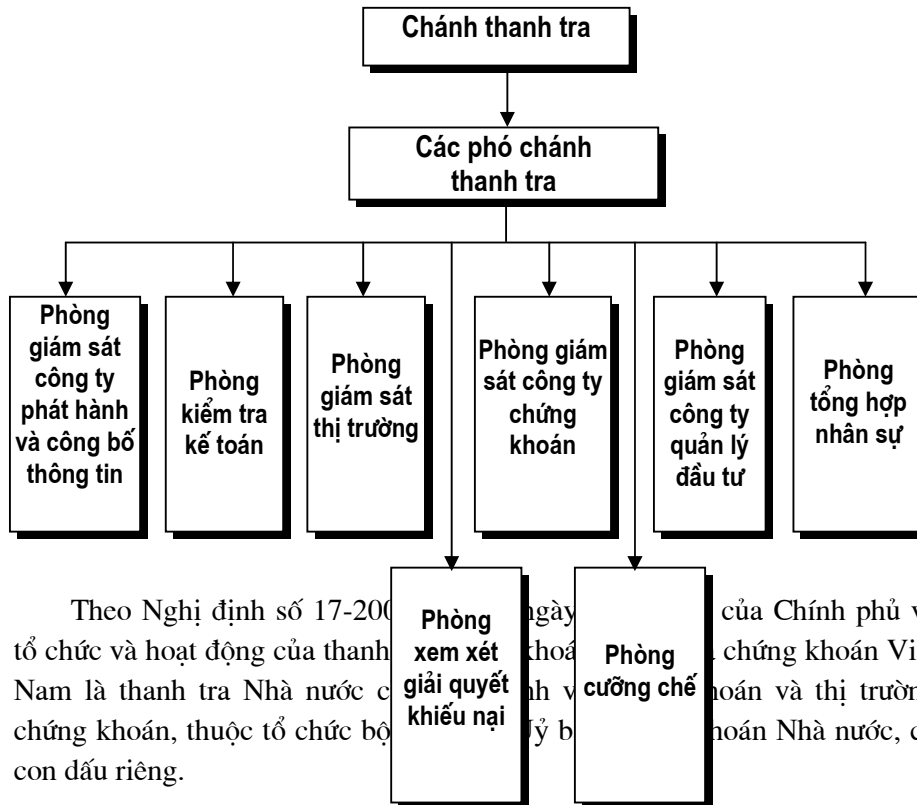 Chánh thanh tra
Các phó chánh
thanh tra
Phòng
giám sát
công ty
phát hành
và công bố
thông tin
Phòng
kiểm tra
kế toán
Phòng
giám sát
thị trường
Phòng giám
sát công ty
chứng
khoán
Phòng
giám sát
công ty
quản lý
đầu tư
Phòng
tổng hợp
nhân sự
Phòng
xem xét
giải quyết
khiếu nại
Phòng
cưỡng chế
Theo Nghị định số 17-200 ngày của Chính phủ v
tổ chức và hoạt động của thanh khoá chứng khoán Vi
Nam là thanh tra Nhà nước c nh v hoán và thị trườn
chứng khoán, thuộc tổ chức bộ Uỷ b hoán Nhà nước, c
con dấu riêng.